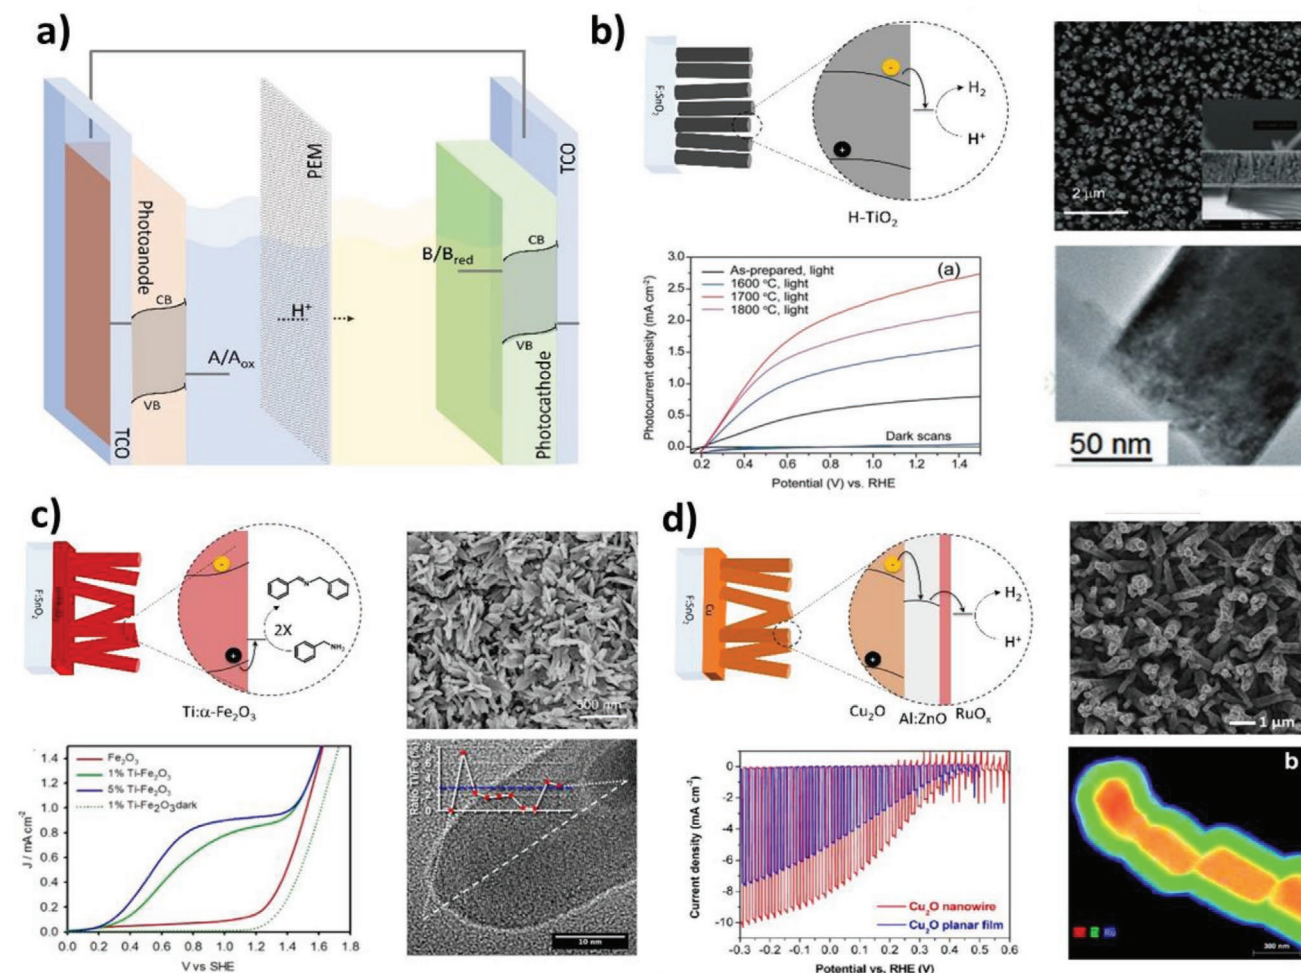 a)
TCO
Photoanode
CB
VB
A/Aox
PEM
H+
B/Bred
CB
VB
Photocathode
TCO
b)
F:SnO2
-
+
H2
H+
H-TiO2
2 μm
(a)
As-prepared, light
1600 °C, light
1700 °C, light
1800 °C, light
Dark scans
Photocurrent density (mA cm-2)
3.0
2.5
2.0
1.5
1.0
0.5
0.0
0.2 0.4 0.6 0.8 1.0 1.2 1.4
Potential (V) vs. RHE
50 nm
c)
F:SnO2
-
+
2X
N
NH2
Ti:α-Fe2O3
500 nm
Fe2O3
1% Ti-Fe2O3
5% Ti-Fe2O3
1% Ti-Fe2O3dark
J / mA cm-2
1.4
1.2
1.0
0.8
0.6
0.4
0.2
0.0
0.0 0.4 0.8 1.2 1.6 1.8
V vs SHE
8
6
4
2
0
10 nm
d)
F:SnO2
Cu
-
+
H2
H+
Cu2O
Al:ZnO
RuOx
1 μm
Current density (mA cm-2)
0
-2
-4
-6
-8
-10
Cu2O nanowire
Cu2O planar film
-0.3 -0.2 -0.1 0.0 0.1 0.2 0.3 0.4 0.5 0.6
Potential vs. RHE (V)
b
Ru
300 nm